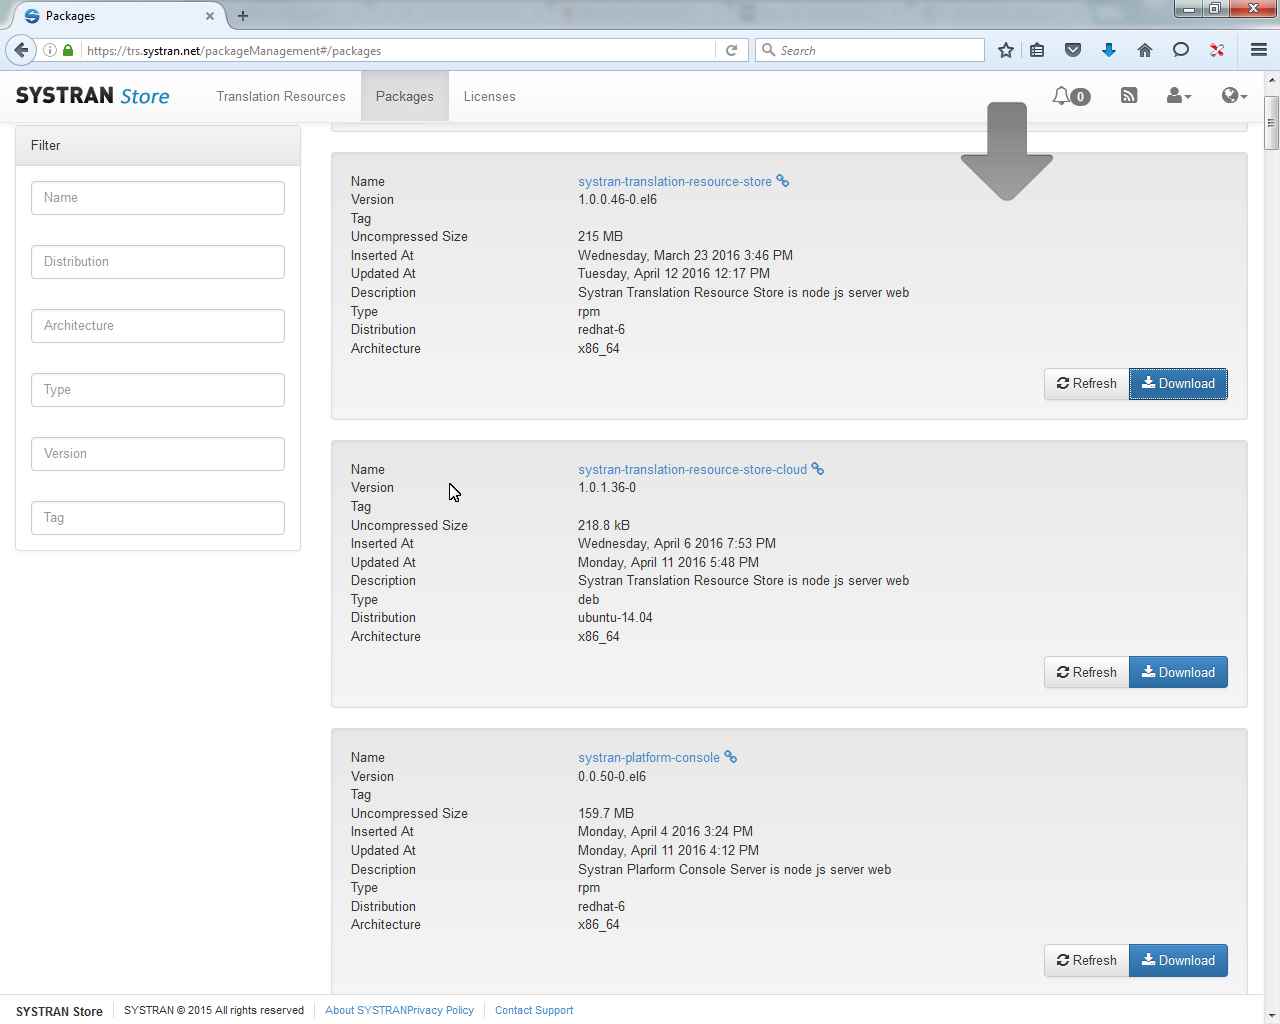 Packages
https://trs.systran.net/packageManagement#/packages
Search
SYSTRAN Store
Translation Resources
Packages
Licenses
0
Filter
Name
Distribution
Architecture
Type
Version
Tag
Name systran-translation-resource-store
Version 1.0.0.46-0.el6
Tag
Uncompressed Size 215 MB
Inserted At Wednesday, March 23 2016 3:46 PM
Updated At Tuesday, April 12 2016 12:17 PM
Description Systran Translation Resource Store is node js server web
Type rpm
Distribution redhat-6
Architecture x86_64
Refresh Download
Name systran-translation-resource-store-cloud
Version 1.0.1.36-0
Tag
Uncompressed Size 218.8 kB
Inserted At Wednesday, April 6 2016 7:53 PM
Updated At Monday, April 11 2016 5:48 PM
Description Systran Translation Resource Store is node js server web
Type deb
Distribution ubuntu-14.04
Architecture x86_64
Refresh Download
Name systran-platform-console
Version 0.0.50-0.el6
Tag
Uncompressed Size 159.7 MB
Inserted At Monday, April 4 2016 3:24 PM
Updated At Monday, April 11 2016 4:12 PM
Description Systran Plarform Console Server is node js server web
Type rpm
Distribution redhat-6
Architecture x86_64
Refresh Download
SYSTRAN Store SYSTRAN © 2015 All rights reserved About SYSTRANPrivacy Policy Contact Support